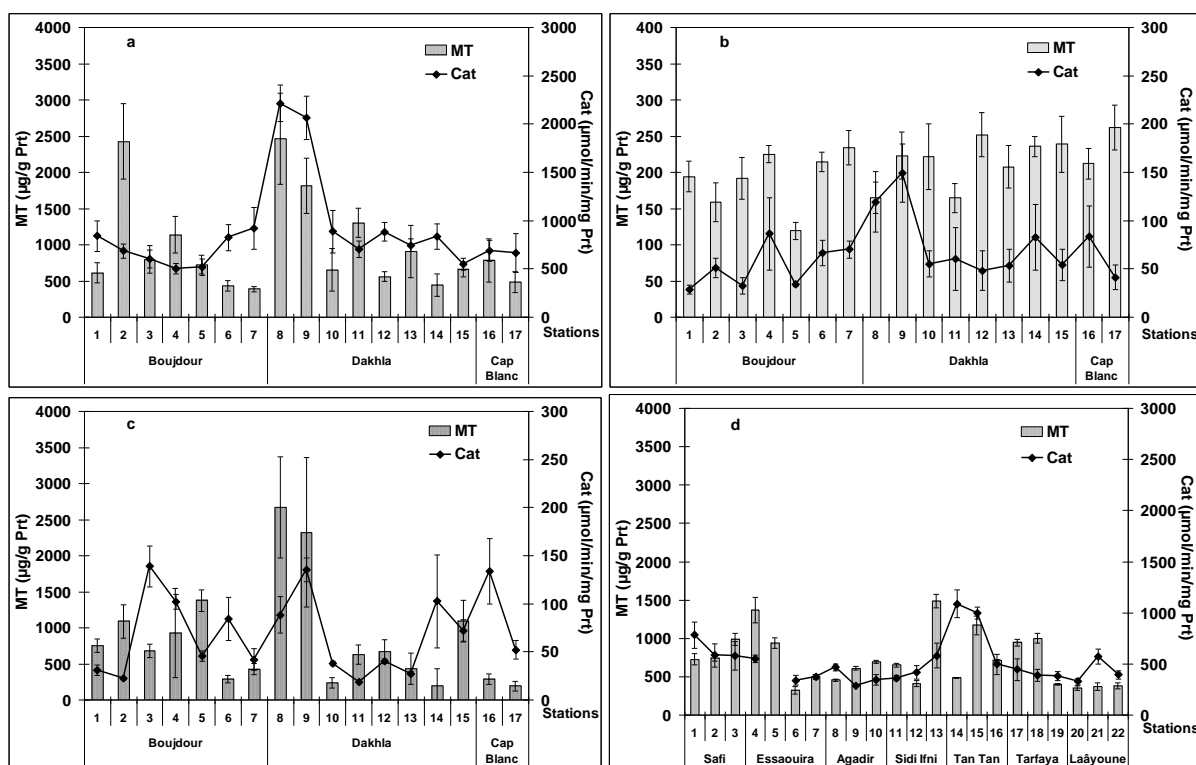 a
MT
Cat
MT (µg/g Prt)
4000
3500
3000
2500
2000
1500
1000
500
0
Cat (µmol/min/mg Prt)
3000
2500
2000
1500
1000
500
0
1 2 3 4 5 6 7 8 9 10 11 12 13 14 15 16 17 Stations
Boujdour Dakhla Cap
Blanc
b
MT
Cat
MT (µg/g Prt)
400
350
300
250
200
150
100
50
0
Cat (µmol/min/mg Prt)
300
250
200
150
100
50
0
1 2 3 4 5 6 7 8 9 10 11 12 13 14 15 16 17 Stations
Boujdour Dakhla Cap
Blanc
c
MT
Cat
MT (µg/g Prt)
4000
3500
3000
2500
2000
1500
1000
500
0
Cat (µmol/min/mg Prt)
300
250
200
150
100
50
0
1 2 3 4 5 6 7 8 9 10 11 12 13 14 15 16 17 Stations
Boujdour Dakhla Cap
Blanc
d
MT
Cat
MT (µg/g Prt)
4000
3500
3000
2500
2000
1500
1000
500
0
Cat (µmol/min/mg Prt)
3000
2500
2000
1500
1000
500
0
Stations
1 2 3 4 5 6 7 8 9 10 11 12 13 14 15 16 17 18 19 20 21 22
Safi Essaouira Agadir Sidi Ifni Tan Tan Tarfaya Laâyoune